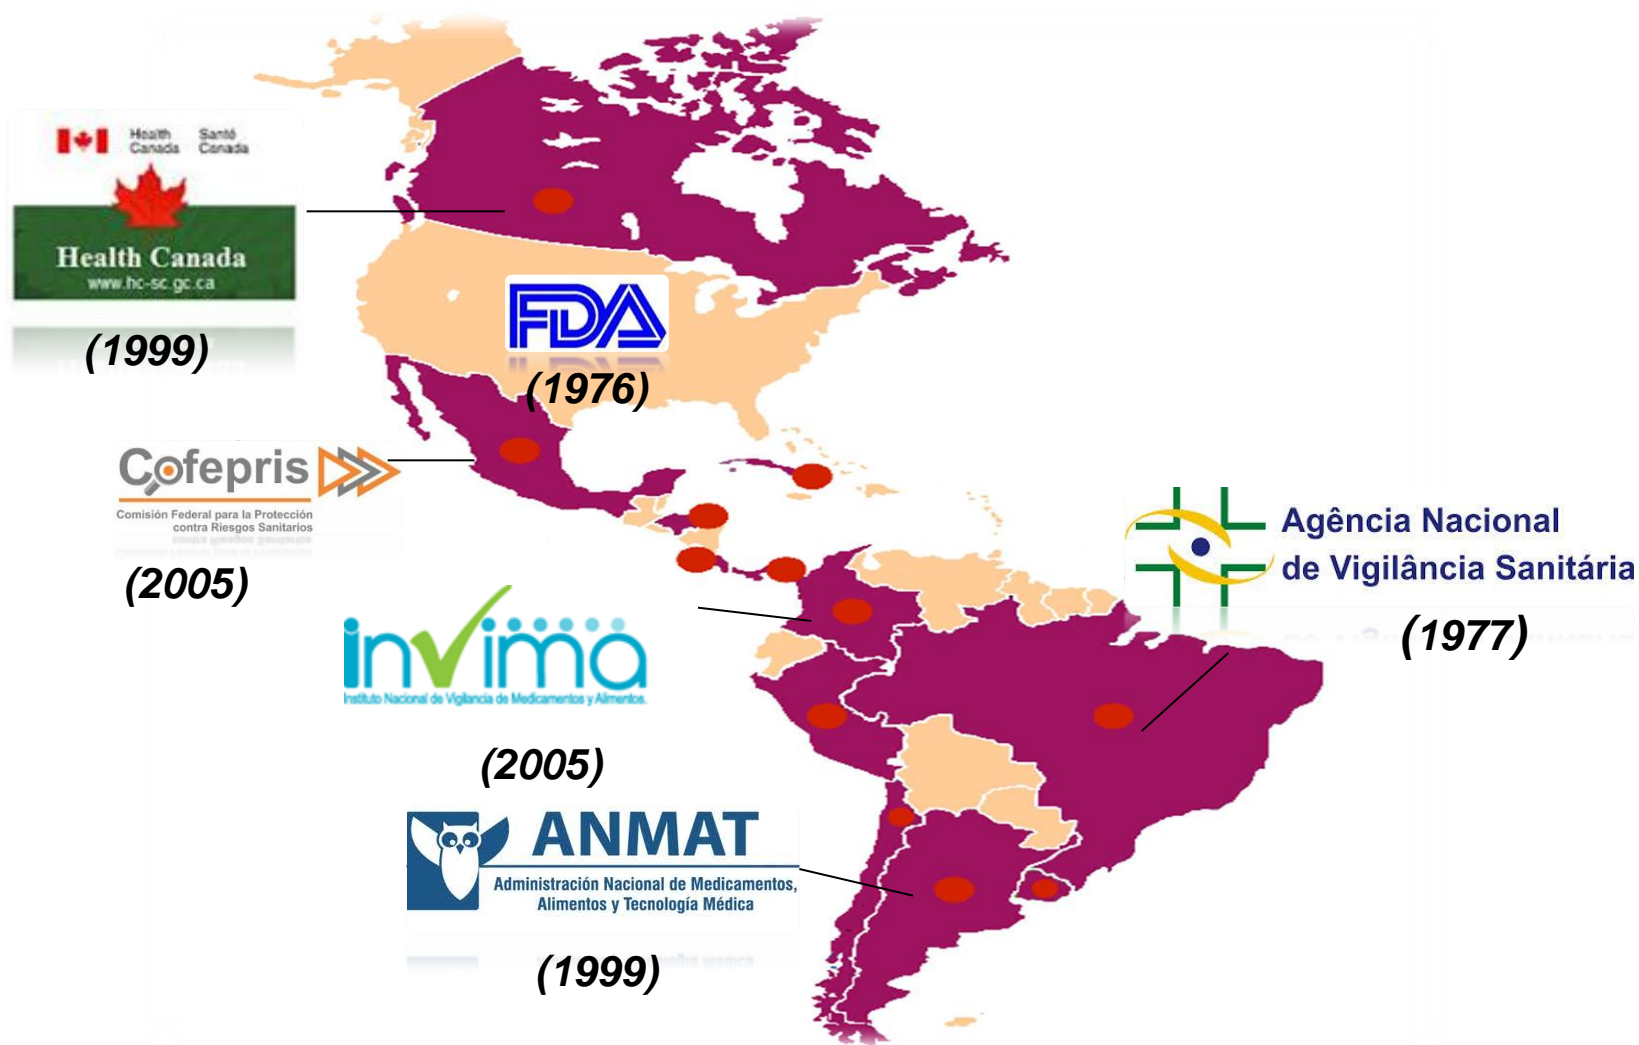 Health
Canada
Santé
Canada
Health Canada
www.hc-sc.gc.ca
(1999)
FDA
(1976)
Cofepris
Comisión Federal para la Protección
contra Riesgos Sanitarios
(2005)
invima
Instituto Nacional de Vigilancia de Medicamentos y Alimentos.
(2005)
Agência Nacional
de Vigilância Sanitária
(1977)
ANMAT
Administración Nacional de Medicamentos,
Alimentos y Tecnología Médica
(1999)